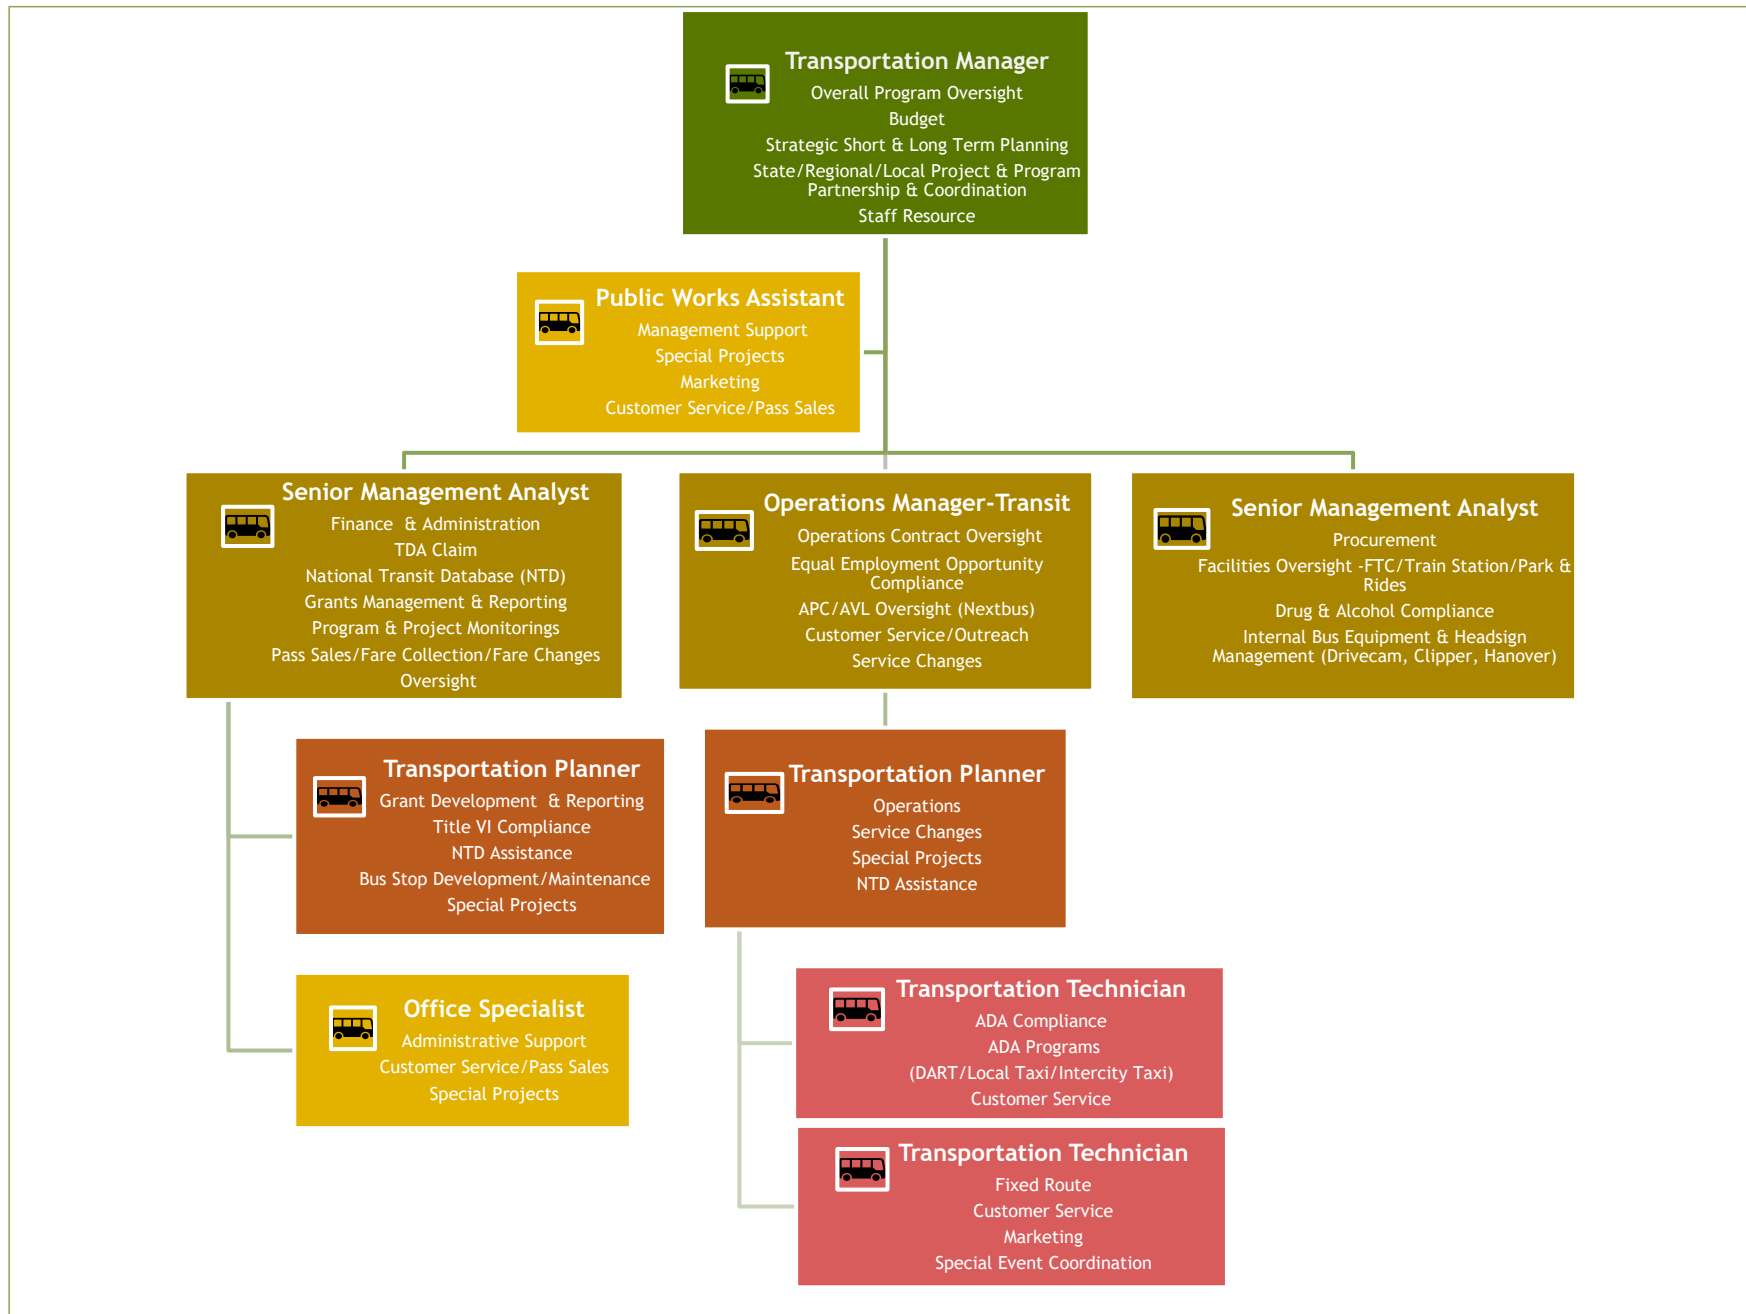 Transportation Manager
Overall Program Oversight
Budget
Strategic Short & Long Term Planning
State/Regional/Local Project & Program
Partnership & Coordination
Staff Resource
Public Works Assistant
Management Support
Special Projects
Marketing
Customer Service/Pass Sales
Senior Management Analyst
Finance & Administration
TDA Claim
National Transit Database (NTD)
Grants Management & Reporting
Program & Project Monitorings
Pass Sales/Fare Collection/Fare Changes
Oversight
Operations Manager-Transit
Operations Contract Oversight
Equal Employment Opportunity
Compliance
APC/AVL Oversight (Nextbus)
Customer Service/Outreach
Service Changes
Senior Management Analyst
Procurement
Facilities Oversight -FTC/Train Station/Park &
Rides
Drug & Alcohol Compliance
Internal Bus Equipment & Headsign
Management (Drivecam, Clipper, Hanover)
Transportation Planner
Grant Development & Reporting
Title VI Compliance
NTD Assistance
Bus Stop Development/Maintenance
Special Projects
Transportation Planner
Operations
Service Changes
Special Projects
NTD Assistance
Office Specialist
Administrative Support
Customer Service/Pass Sales
Special Projects
Transportation Technician
ADA Compliance
ADA Programs
(DART/Local Taxi/Intercity Taxi)
Customer Service
Transportation Technician
Fixed Route
Customer Service
Marketing
Special Event Coordination